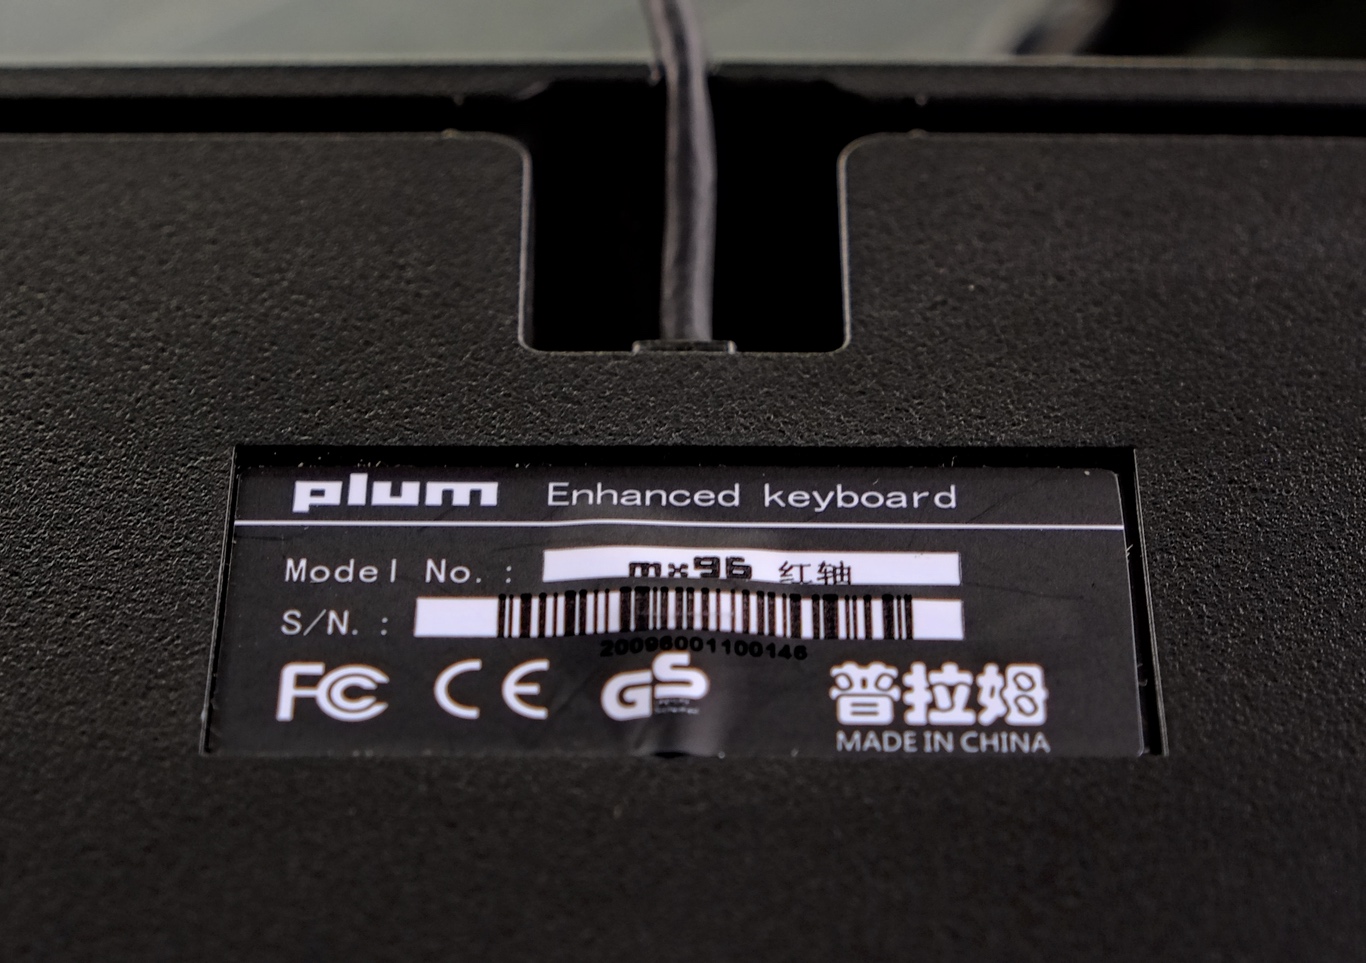 plum Enhanced keyboard
Model No. : mx96 红轴
S/N. :
20096001100146
FC CE GS 普拉姆
MADE IN CHINA